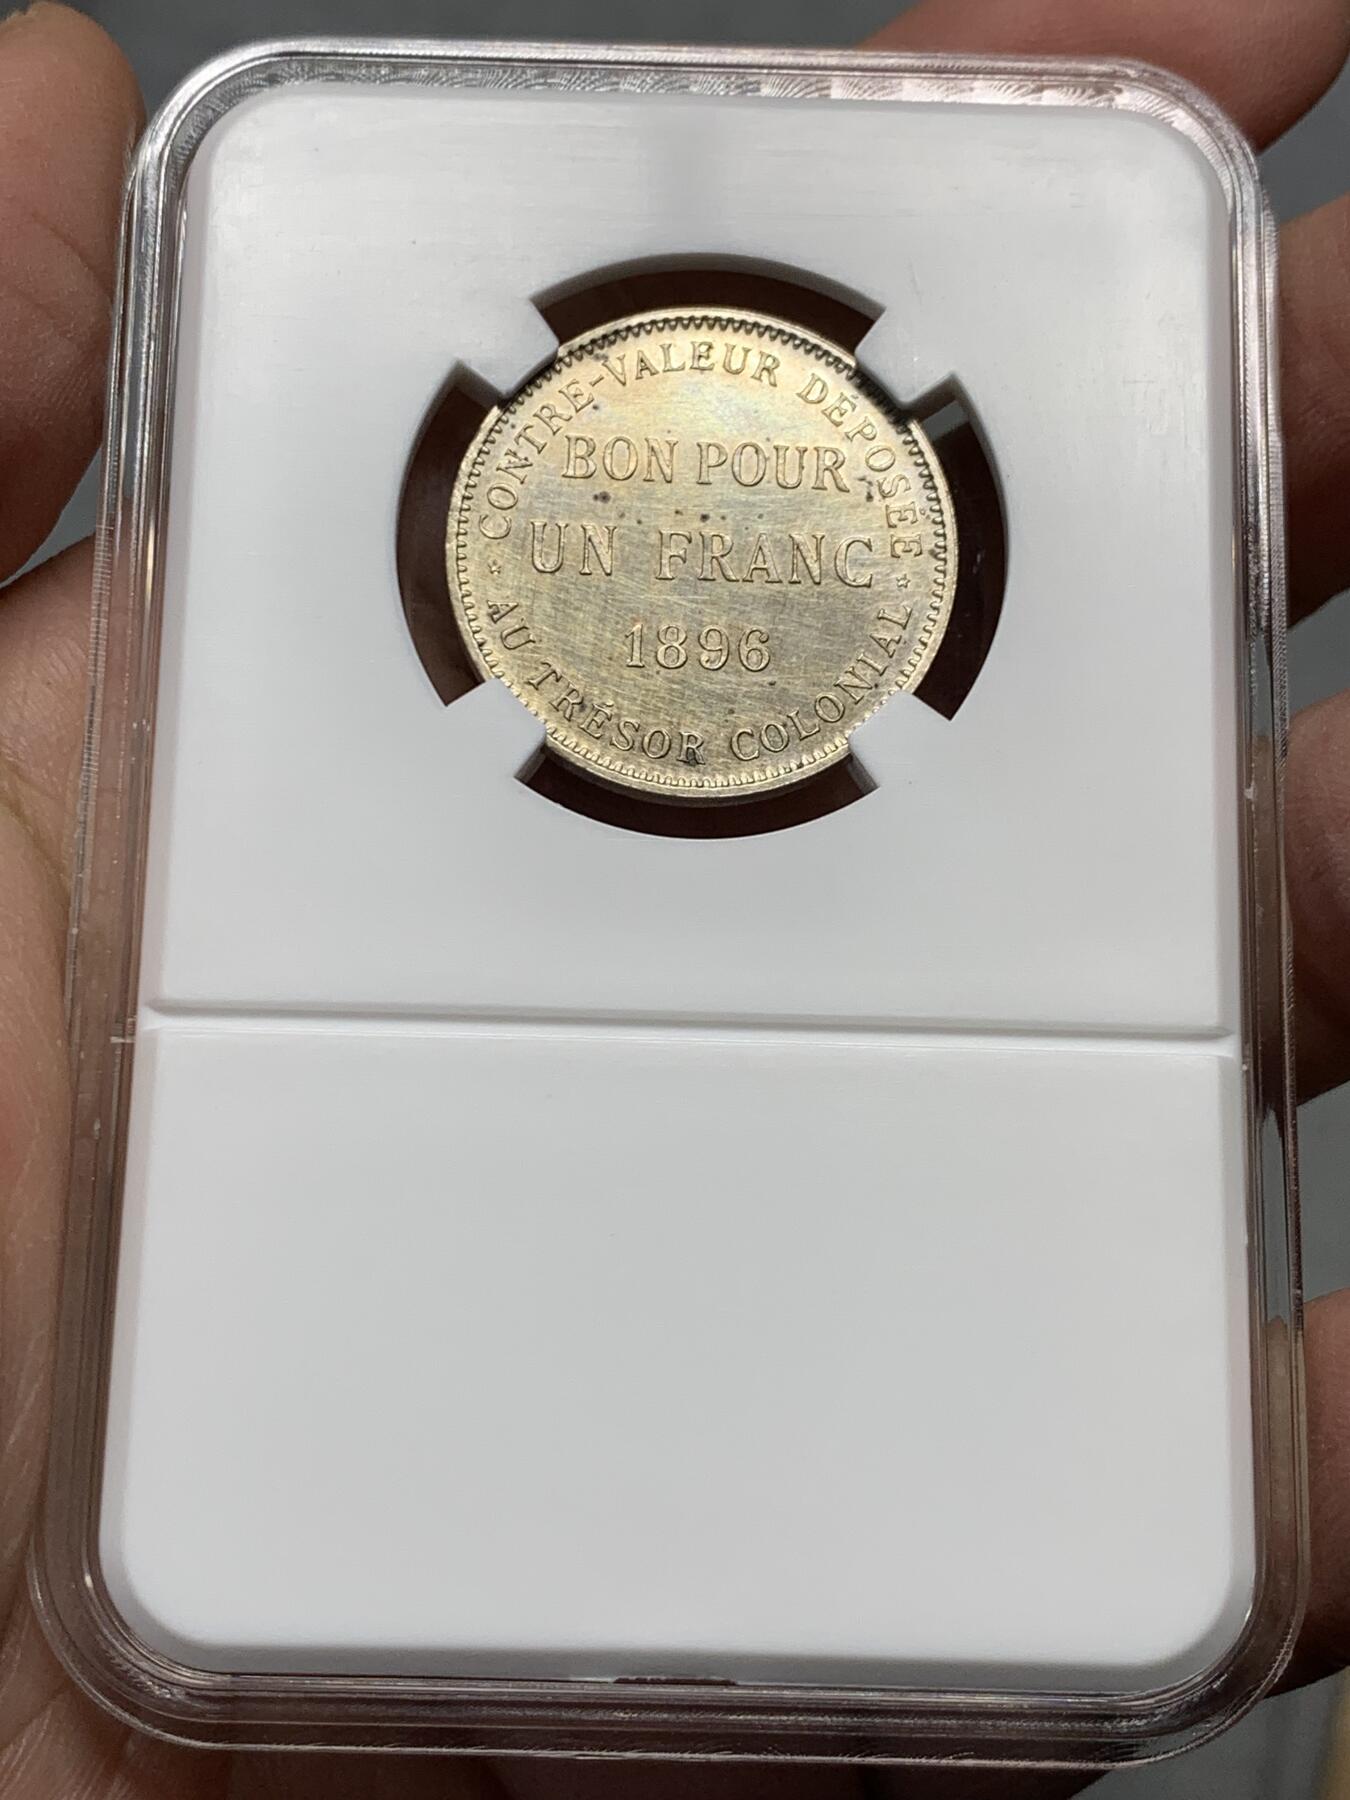 CONTRE-VALEUR DÉPOSÉE
BON POUR
UN FRANC
1896
AU TRÉSOR COLONIAL